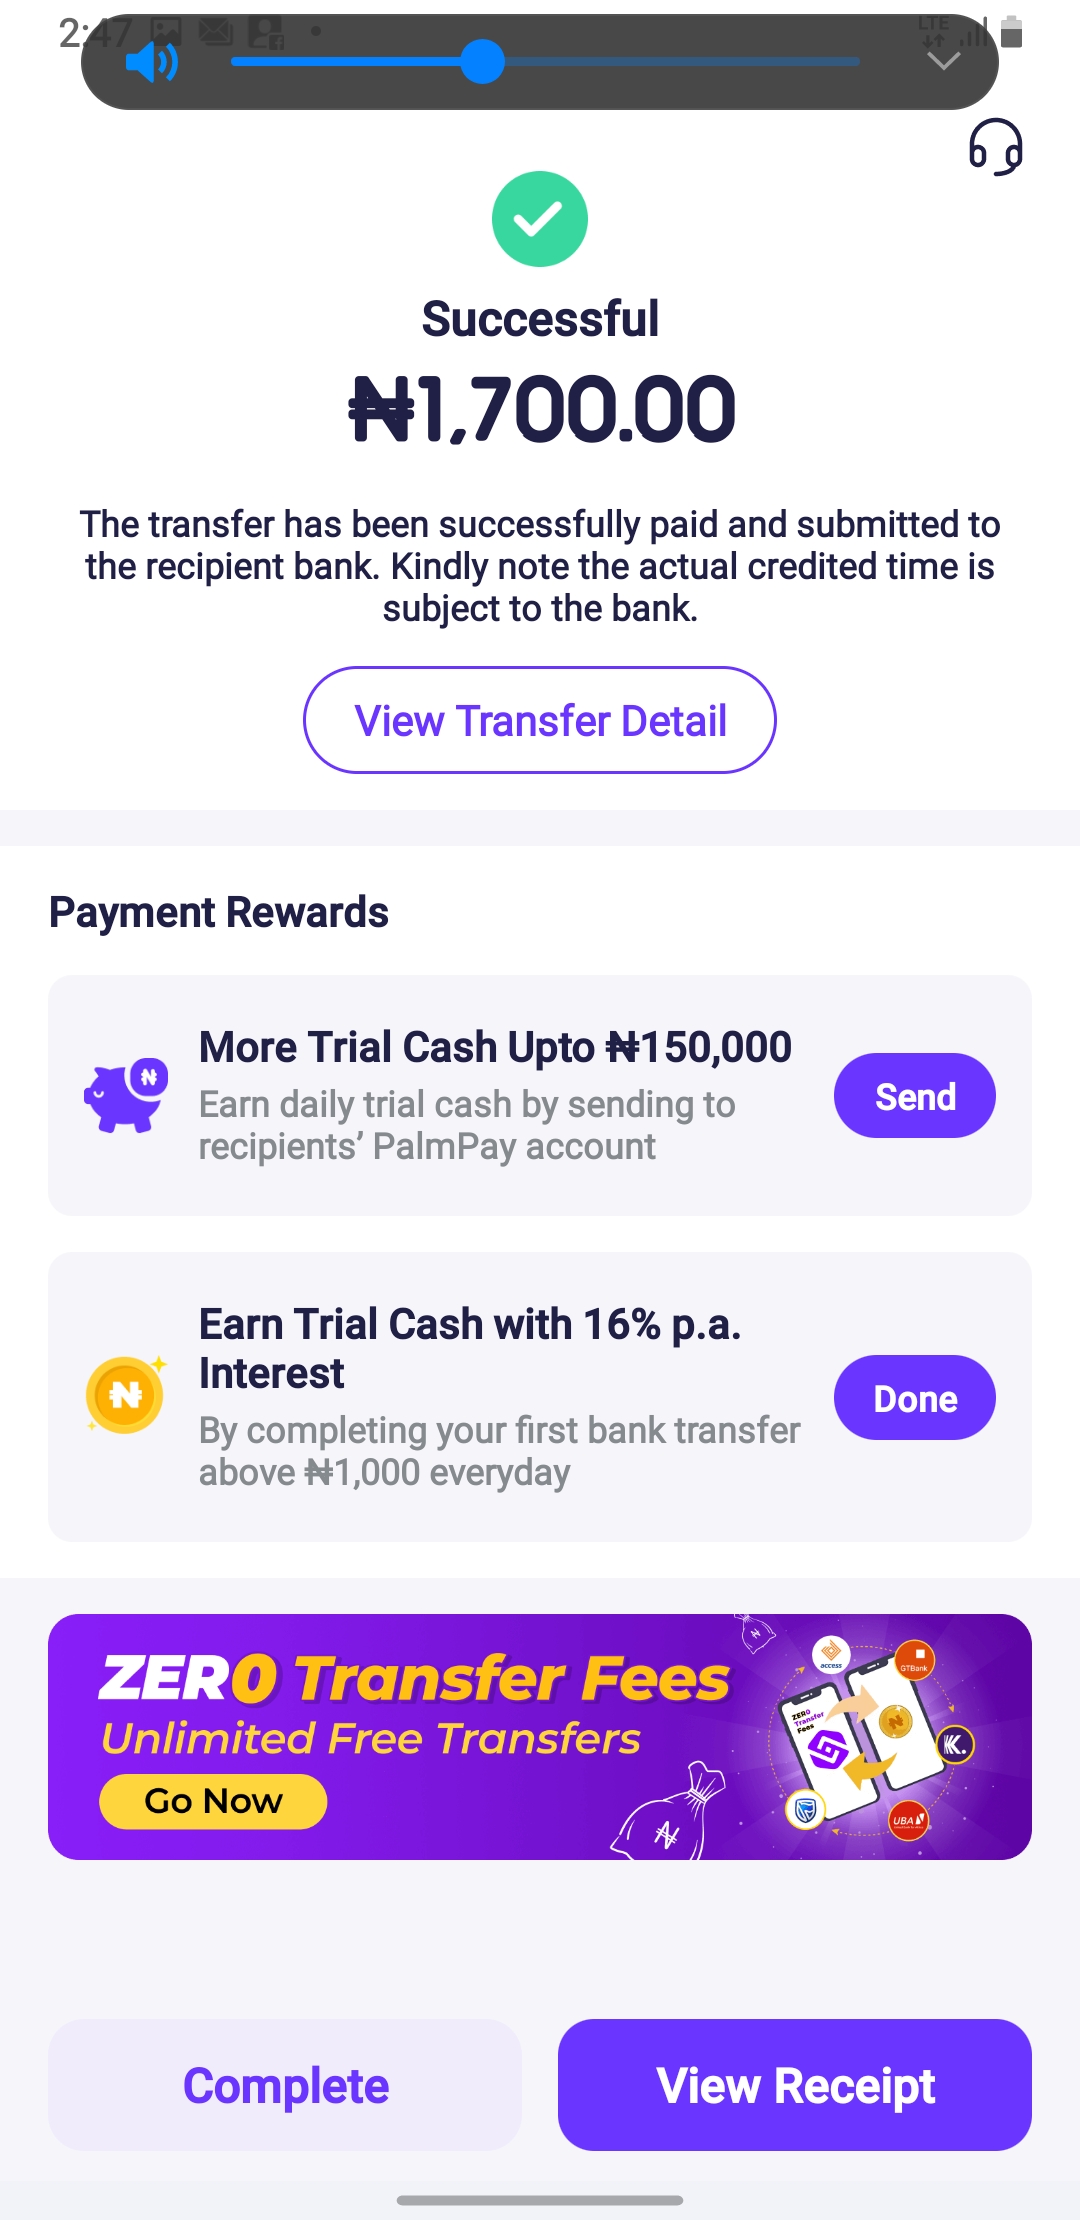 2:47
LTE
Successful
₦1,700.00
The transfer has been successfully paid and submitted to
the recipient bank. Kindly note the actual credited time is
subject to the bank.
View Transfer Detail
Payment Rewards
More Trial Cash Upto ₦150,000
Earn daily trial cash by sending to
recipients’ PalmPay account
Send
Earn Trial Cash with 16% p.a.
Interest
By completing your first bank transfer
above ₦1,000 everyday
Done
ZER0 Transfer Fees
Unlimited Free Transfers
Go Now
access
GTBank
ZERO
Transfer
Fees
K.
UBA
Complete
View Receipt